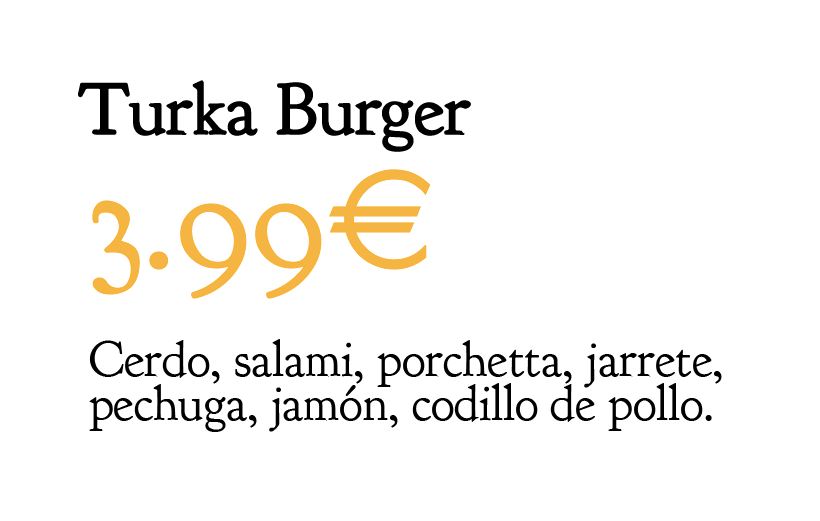 Turka Burger
3.99€
Cerdo, salami, porchetta, jarrete,
pechuga, jamón, codillo de pollo.